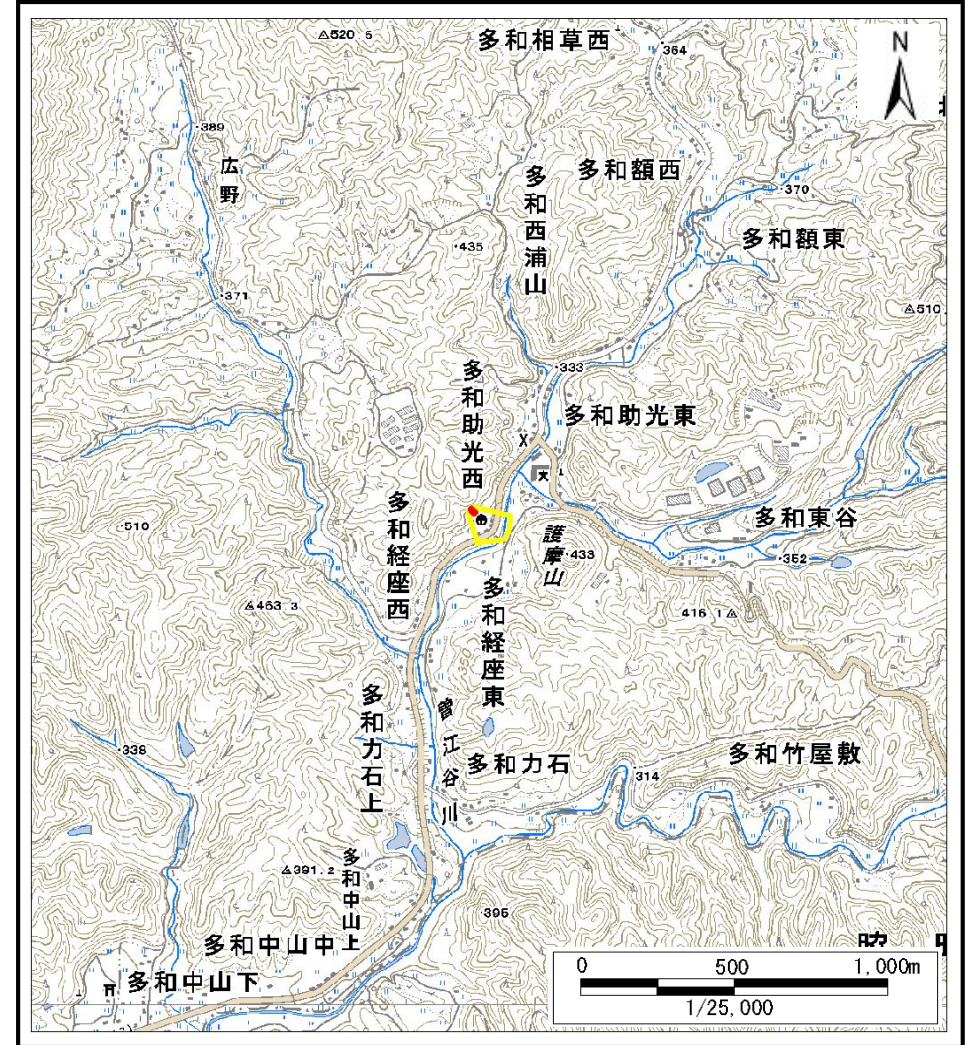 520.5
多和相草西
364
N
389
広野
多和西浦山
多和額西
370
435
多和額東
371
510
333
多和助光西
多和助光東
X
文
510
多和経座西
護摩山
433
多和東谷
352
463.3
多和経座東
416.1
多和力石上
曽江谷川
338
多和力石
314
多和竹屋敷
391.2
多和中山上
395
多和中山中
多和中山下
0 500 1,000m
1/25,000